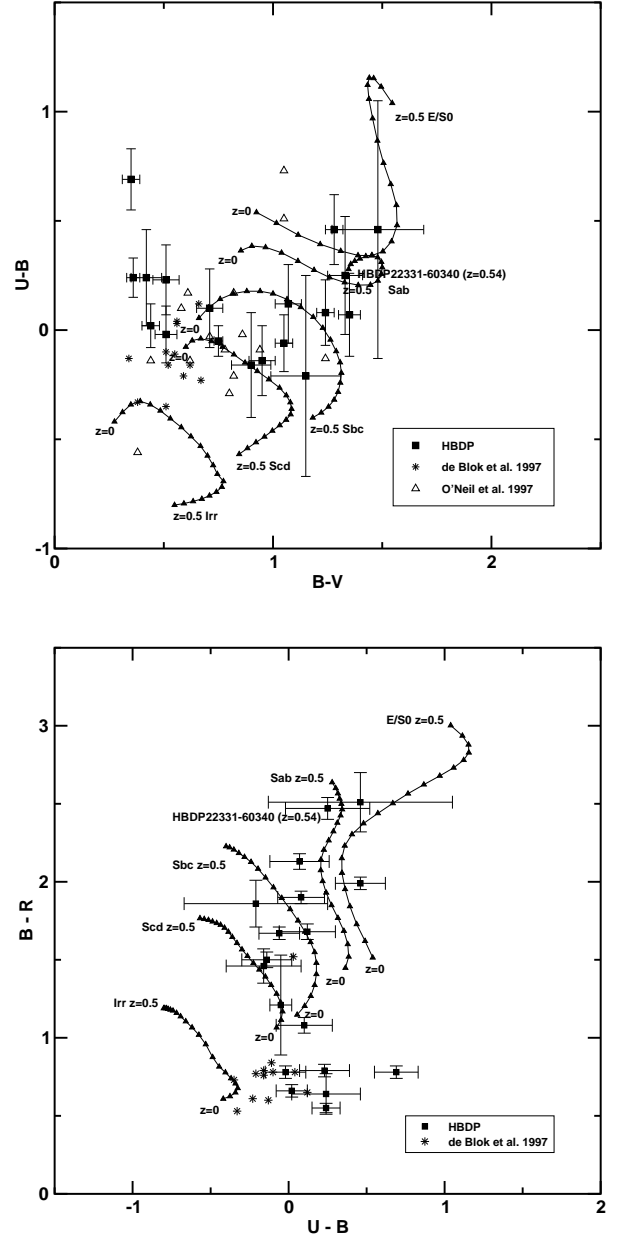 1
z=0.5 E/S0
z=0
z=0
HBDP22331-60340 (z=0.54)
z=0.5
Sab
U-B
0
z=0
z=0
z=0.5 Sbc
z=0
z=0.5 Scd
HBDP
de Blok et al. 1997
O'Neil et al. 1997
z=0.5 Irr
-1
0
1
2
B-V
3
E/S0 z=0.5
Sab z=0.5
HBDP22331-60340 (z=0.54)
Sbc z=0.5
2
B - R
Scd z=0.5
z=0
z=0
Irr z=0.5
z=0
z=0
1
z=0
HBDP
de Blok et al. 1997
0
-1
0
1
2
U - B